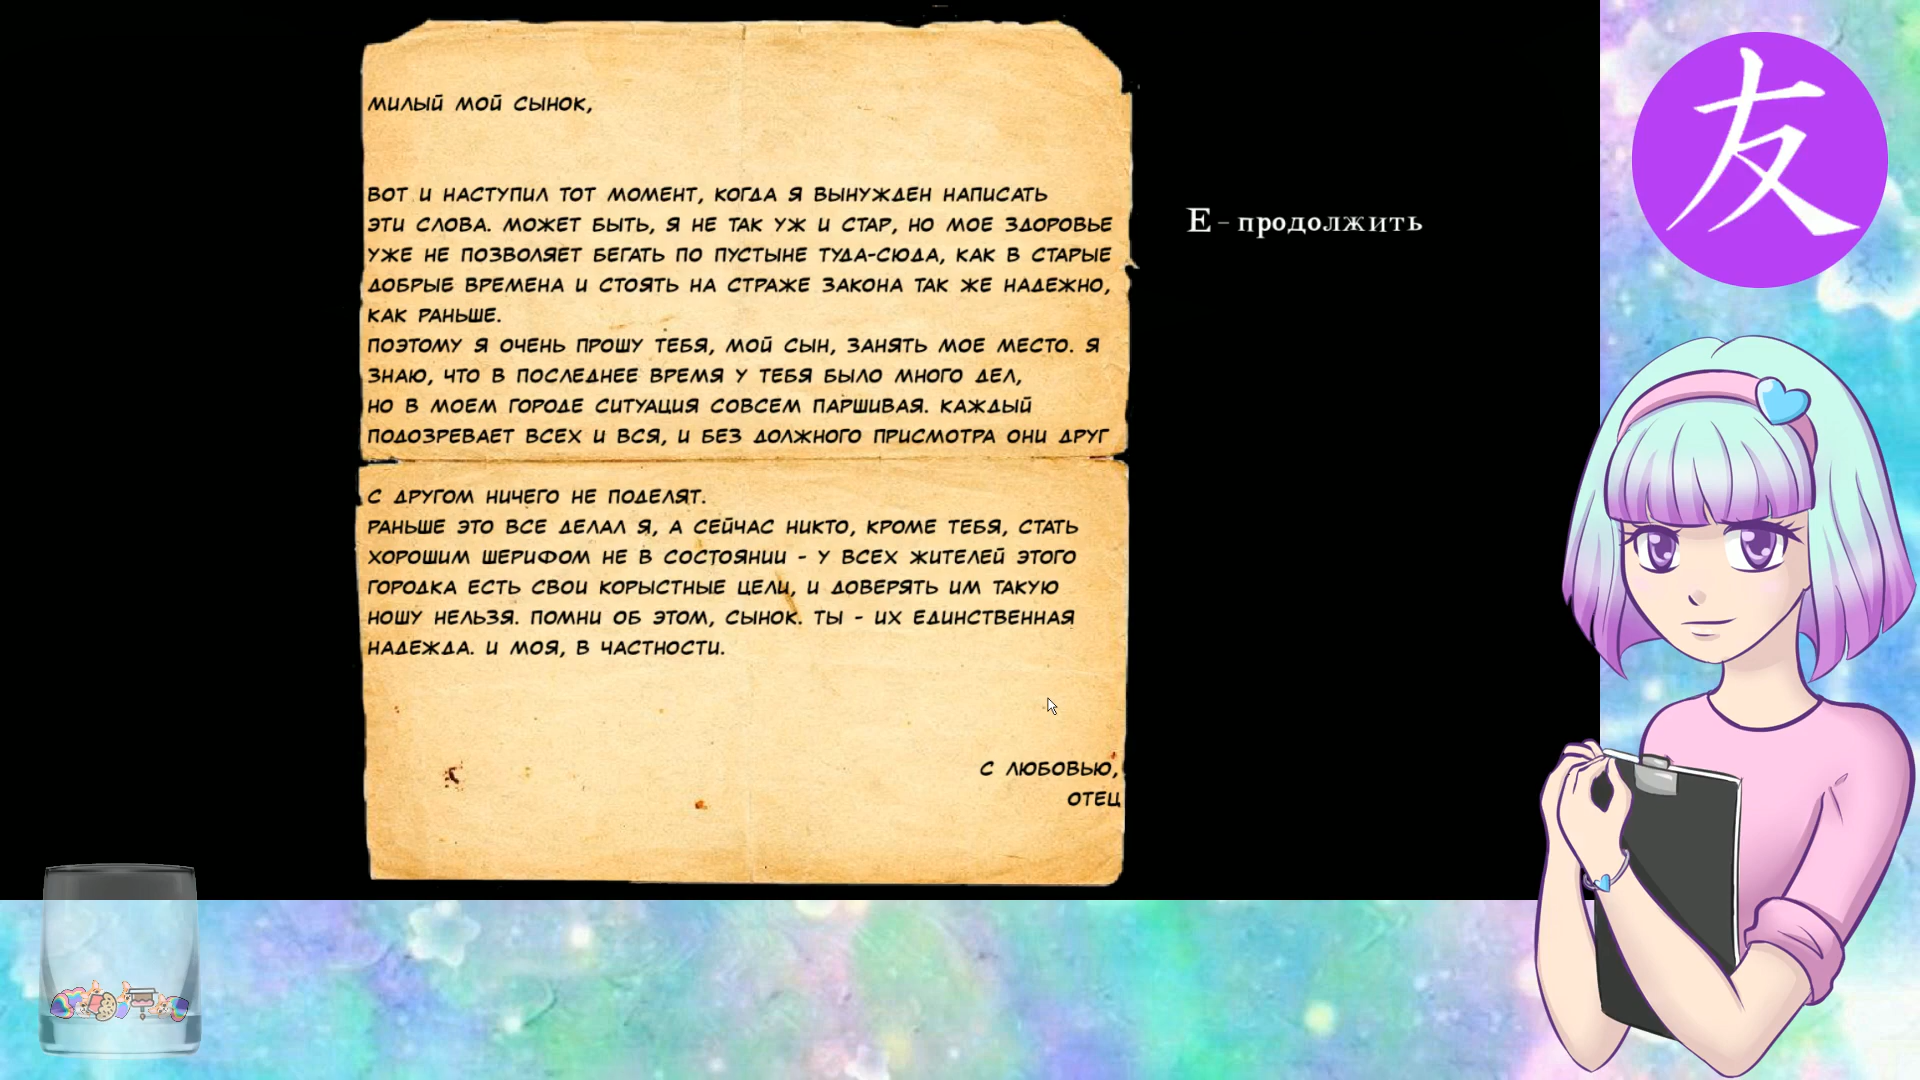 МИЛЫЙ МОЙ СЫНОК,
ВОТ И НАСТУПИЛ ТОТ МОМЕНТ, КОГДА Я ВЫНУЖДЕН НАПИСАТЬ
ЭТИ СЛОВА. МОЖЕТ БЫТЬ, Я НЕ ТАК УЖ И СТАР, НО МОЕ ЗДОРОВЬЕ
УЖЕ НЕ ПОЗВОЛЯЕТ БЕГАТЬ ПО ПУСТЫНЕ ТУДА-СЮДА, КАК В СТАРЫЕ
ДОБРЫЕ ВРЕМЕНА И СТОЯТЬ НА СТРАЖЕ ЗАКОНА ТАК ЖЕ НАДЕЖНО,
КАК РАНЬШЕ.
ПОЭТОМУ Я ОЧЕНЬ ПРОШУ ТЕБЯ, МОЙ СЫН, ЗАНЯТЬ МОЕ МЕСТО. Я
ЗНАЮ, ЧТО В ПОСЛЕДНЕЕ ВРЕМЯ У ТЕБЯ БЫЛО МНОГО ДЕЛ,
НО В МОЕМ ГОРОДЕ СИТУАЦИЯ СОВСЕМ ПАРШИВАЯ. КАЖДЫЙ
ПОДОЗРЕВАЕТ ВСЕХ И ВСЯ, И БЕЗ ДОЛЖНОГО ПРИСМОТРА ОНИ ДРУГ
С ДРУГОМ НИЧЕГО НЕ ПОДЕЛЯТ.
РАНЬШЕ ЭТО ВСЕ ДЕЛАЛ Я, А СЕЙЧАС НИКТО, КРОМЕ ТЕБЯ, СТАТЬ
ХОРОШИМ ШЕРИФОМ НЕ В СОСТОЯНИИ - У ВСЕХ ЖИТЕЛЕЙ ЭТОГО
ГОРОДКА ЕСТЬ СВОИ КОРЫСТНЫЕ ЦЕЛИ, И ДОВЕРЯТЬ ИМ ТАКУЮ
НОШУ НЕЛЬЗЯ. ПОМНИ ОБ ЭТОМ, СЫНОК. ТЫ - ИХ ЕДИНСТВЕННАЯ
НАДЕЖДА. И МОЯ, В ЧАСТНОСТИ.
С ЛЮБОВЬЮ,
ОТЕЦ
E - продолжить
友